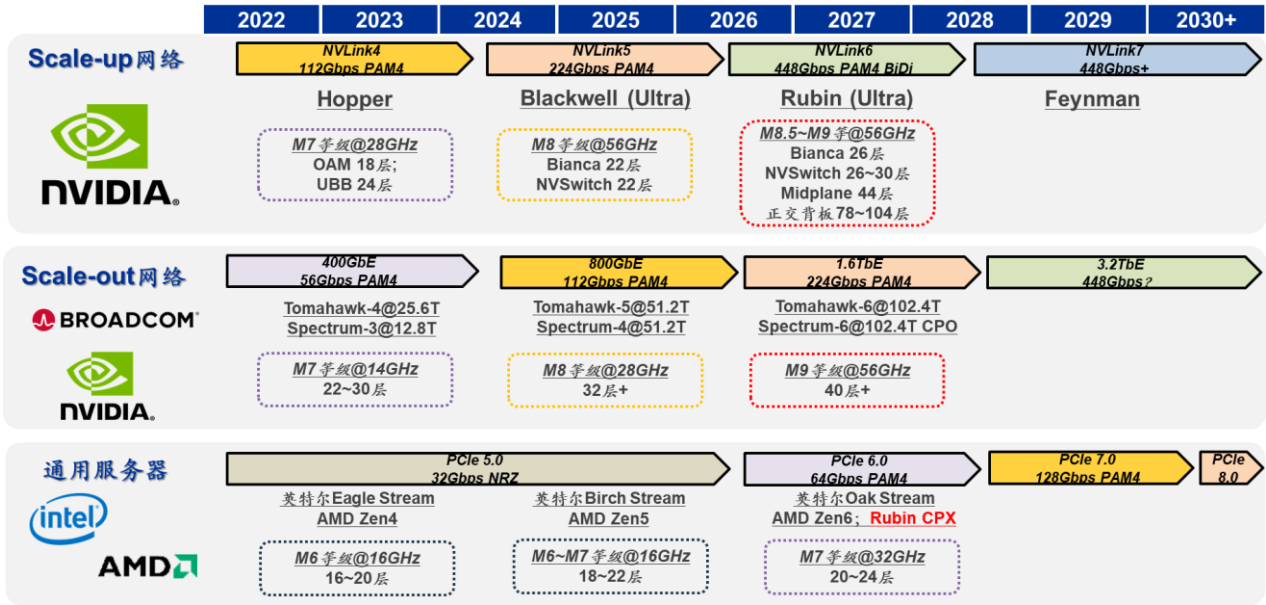 2022 2023 2024 2025 2026 2027 2028 2029 2030+
Scale-up网络
NVLink4
112Gbps PAM4
NVLink5
224Gbps PAM4
NVLink6
448Gbps PAM4 BiDi
NVLink7
448Gbps+
Hopper
Blackwell (Ultra)
Rubin (Ultra)
Feynman
NVIDIA®
M7等级@28GHz
OAM 18层;
UBB 24层
M8等级@56GHz
Bianca 22层
NVSwitch 22层
M8.5~M9等@56GHz
Bianca 26层
NVSwitch 26~30层
Midplane 44层
正交背板78~104层
Scale-out网络
400GbE
56Gbps PAM4
800GbE
112Gbps PAM4
1.6TbE
224Gbps PAM4
3.2TbE
448Gbps?
BROADCOM®
NVIDIA.
Tomahawk-4@25.6T
Spectrum-3@12.8T
Tomahawk-5@51.2T
Spectrum-4@51.2T
Tomahawk-6@102.4T
Spectrum-6@102.4T CPO
M7等级@14GHz
22~30层
M8等级@28GHz
32层+
M9等级@56GHz
40层+
通用服务器
PCIe 5.0
32Gbps NRZ
PCIe 6.0
64Gbps PAM4
PCIe 7.0
128Gbps PAM4
PCIe
8.0
intel
AMD
英特尔Eagle Stream
AMD Zen4
英特尔Birch Stream
AMD Zen5
英特尔Oak Stream
AMD Zen6；Rubin CPX
M6等级@16GHz
16~20层
M6~M7等级@16GHz
18~22层
M7等级@32GHz
20~24层